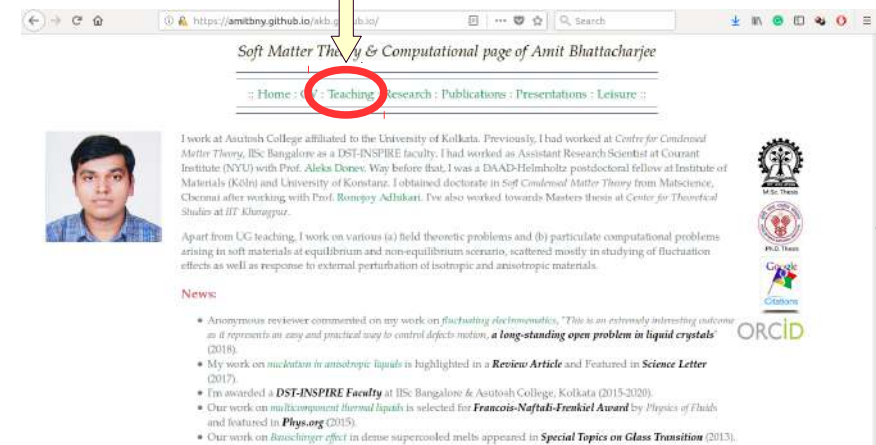 https://amitbny.github.io/akb.g ub.io/
Search
Soft Matter Theory & Computational page of Amit Bhattacharjee
:: Home : CV : Teaching : Research : Publications : Presentations : Leisure ::
I work at Asutosh College affiliated to the University of Kolkata. Previously, I had worked at Centre for Condensed
Matter Theory, IISc Bangalore as a DST-INSPIRE faculty. I had worked as Assistant Research Scientist at Courant
Institute (NYU) with Prof. Aleks Donev. Way before that, I was a DAAD-Helmholtz postdoctoral fellow at Institute of
Materials (Köln) and University of Konstanz. I obtained doctorate in Soft Condensed Matter Theory from Matscience,
Chennai after working with Prof. Ronojoy Adhikari. I've also worked towards Masters thesis at Center for Theoretical
Studies at IIT Kharagpur.
Apart from UG teaching, I work on various (a) field theoretic problems and (b) particulate computational problems
arising in soft materials at equilibrium and non-equilibrium scenario, scattered mostly in studying of fluctuation
effects as well as response to external perturbation of isotropic and anisotropic materials.
News:
• Anonymous reviewer commented on my work on fluctuating electronematics, "This is an extremely interesting outcome
as it represents an easy and practical way to control defects motion, a long-standing open problem in liquid crystals"
(2018).
• My work on nucleation in anisotropic liquids is highlighted in a Review Article and Featured in Science Letter
(2017).
• I'm awarded a DST-INSPIRE Faculty at IISc Bangalore & Asutosh College, Kolkata (2015-2020).
• Our work on multicomponent thermal liquids is selected for Francois-Naftali-Frenkiel Award by Physics of Fluids
and featured in Phys.org (2015).
• Our work on Bauschinger effect in dense supercooled melts appeared in Special Topics on Glass Transition (2013).
M.Sc. Thesis
Ph.D. Thesis
Google
Citations
ORCID